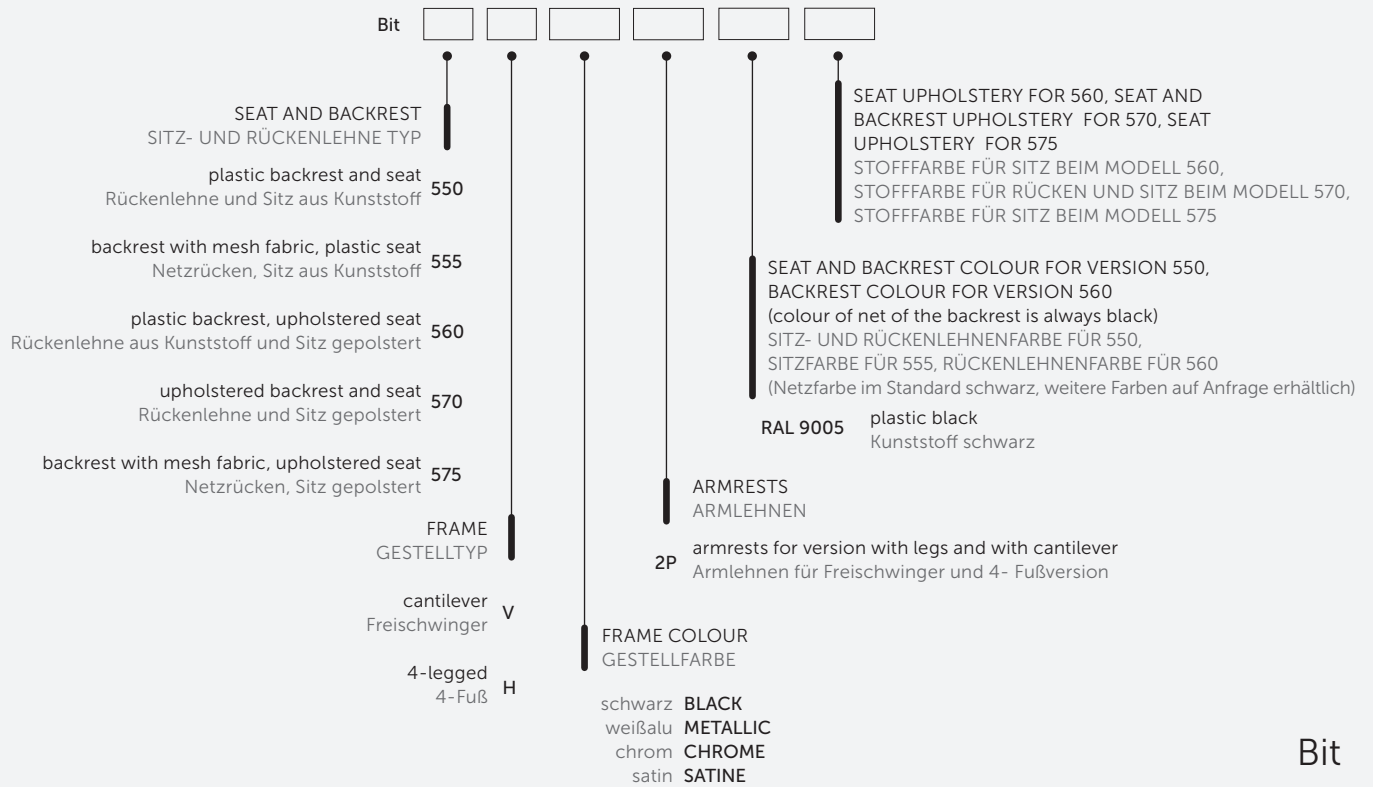 Bit
SEAT AND BACKREST
SITZ- UND RÜCKENLEHNE TYP
plastic backrest and seat
Rückenlehne und Sitz aus Kunststoff
550
backrest with mesh fabric, plastic seat
Netzrücken, Sitz aus Kunststoff
555
plastic backrest, upholstered seat
Rückenlehne aus Kunststoff und Sitz gepolstert
560
upholstered backrest and seat
Rückenlehne und Sitz gepolstert
570
backrest with mesh fabric, upholstered seat
Netzrücken, Sitz gepolstert
575
FRAME
GESTELLTYP
cantilever
Freischwinger
V
4-legged
4-Fuß
H
FRAME COLOUR
GESTELLFARBE
schwarz BLACK
weißalu METALLIC
chrom CHROME
satin SATINE
ARMRESTS
ARMLEHNEN
2P
armrests for version with legs and with cantilever
Armlehnen für Freischwinger und 4- Fußversion
SEAT AND BACKREST COLOUR FOR VERSION 550,
BACKREST COLOUR FOR VERSION 560
(colour of net of the backrest is always black)
SITZ- UND RÜCKENLEHNENFARBE FÜR 550,
SITZFARBE FÜR 555, RÜCKENLEHNENFARBE FÜR 560
(Netzfarbe im Standard schwarz, weitere Farben auf Anfrage erhältlich)
RAL 9005
plastic black
Kunststoff schwarz
SEAT UPHOLSTERY FOR 560, SEAT AND
BACKREST UPHOLSTERY FOR 570, SEAT
UPHOLSTERY FOR 575
STOFFFARBE FÜR SITZ BEIM MODELL 560,
STOFFFARBE FÜR RÜCKEN UND SITZ BEIM MODELL 570,
STOFFFARBE FÜR SITZ BEIM MODELL 575
Bit